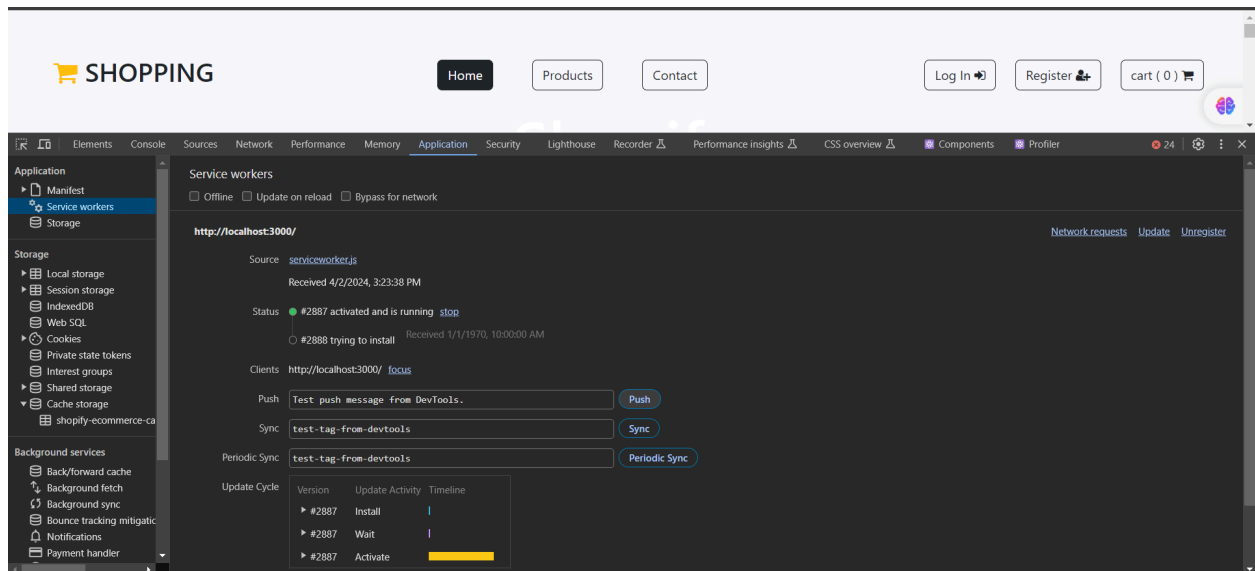 SHOPPING
Home
Products
Contact
Log In
Register
cart ( 0 )
Elements Console Sources Network Performance Memory Application Security Lighthouse Recorder Performance insights CSS overview Components Profiler 24
Application
Manifest
Service workers
Storage
Storage
Local storage
Session storage
IndexedDB
Web SQL
Cookies
Private state tokens
Interest groups
Shared storage
Cache storage
shopify-ecommerce-ca
Background services
Back/forward cache
Background fetch
Background sync
Bounce tracking mitigatic
Notifications
Payment handler
Service workers
Offline Update on reload Bypass for network
http://localhost:3000/ Network requests Update Unregister
Source serviceworker.js
Received 4/2/2024, 3:23:38 PM
Status #2887 activated and is running stop
#2888 trying to install Received 1/1/1970, 10:00:00 AM
Clients http://localhost:3000/ focus
Push Test push message from DevTools. Push
Sync test-tag-from-devtools Sync
Periodic Sync test-tag-from-devtools Periodic Sync
Update Cycle Version Update Activity Timeline
#2887 Install
#2887 Wait
#2887 Activate